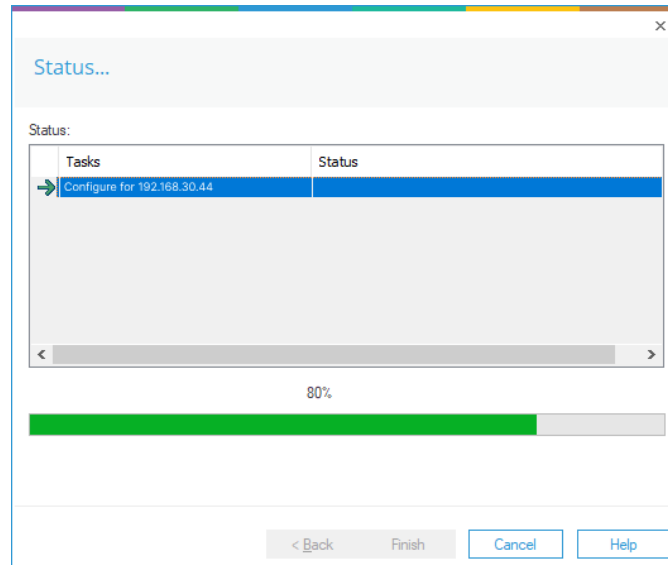 Status...
Status:
Tasks Status
Configure for 192.168.30.44
80%
< Back Finish Cancel Help